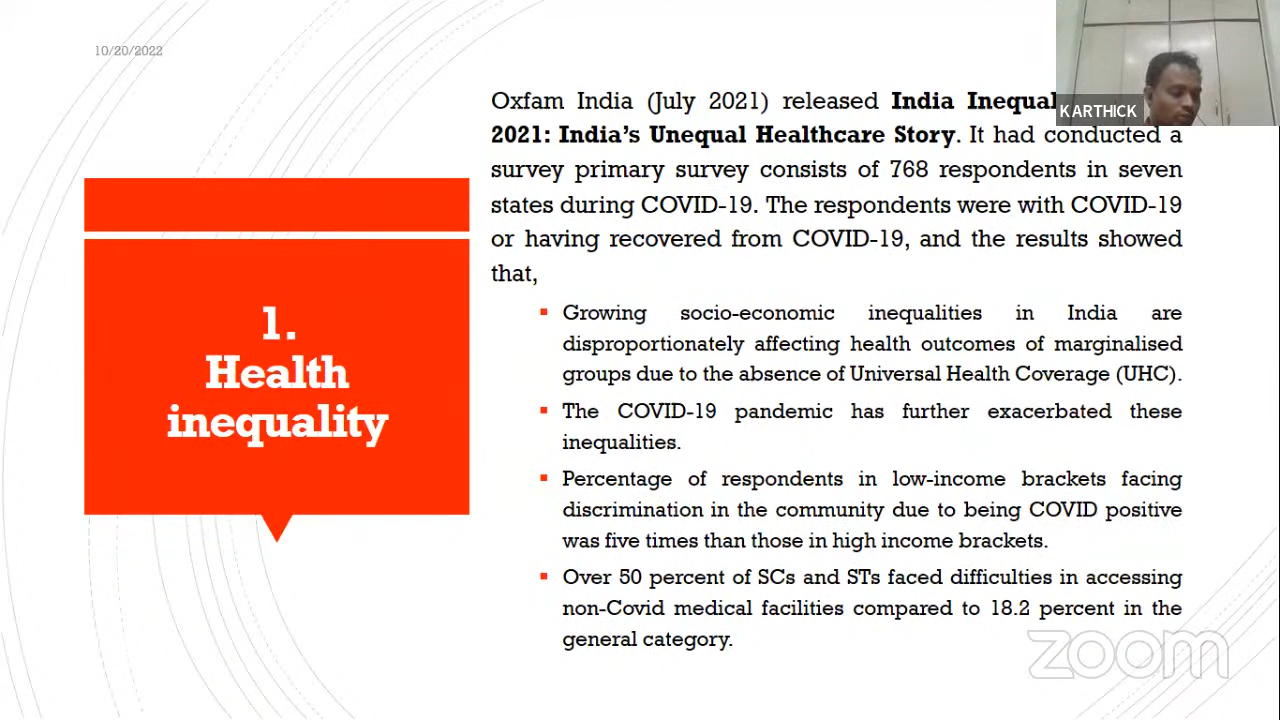 10/20/2022
KARTHICK
Oxfam India (July 2021) released India Inequal
2021: India's Unequal Healthcare Story. It had conducted a
survey primary survey consists of 768 respondents in seven
states during COVID-19. The respondents were with COVID-19
or having recovered from COVID-19, and the results showed
that,
1.
Health
inequality
▪ Growing socio-economic inequalities in India are
disproportionately affecting health outcomes of marginalised
groups due to the absence of Universal Health Coverage (UHC).
▪ The COVID-19 pandemic has further exacerbated these
inequalities.
▪ Percentage of respondents in low-income brackets facing
discrimination in the community due to being COVID positive
was five times than those in high income brackets.
▪ Over 50 percent of SCs and STs faced difficulties in accessing
non-Covid medical facilities compared to 18.2 percent in the
general category.
zoom